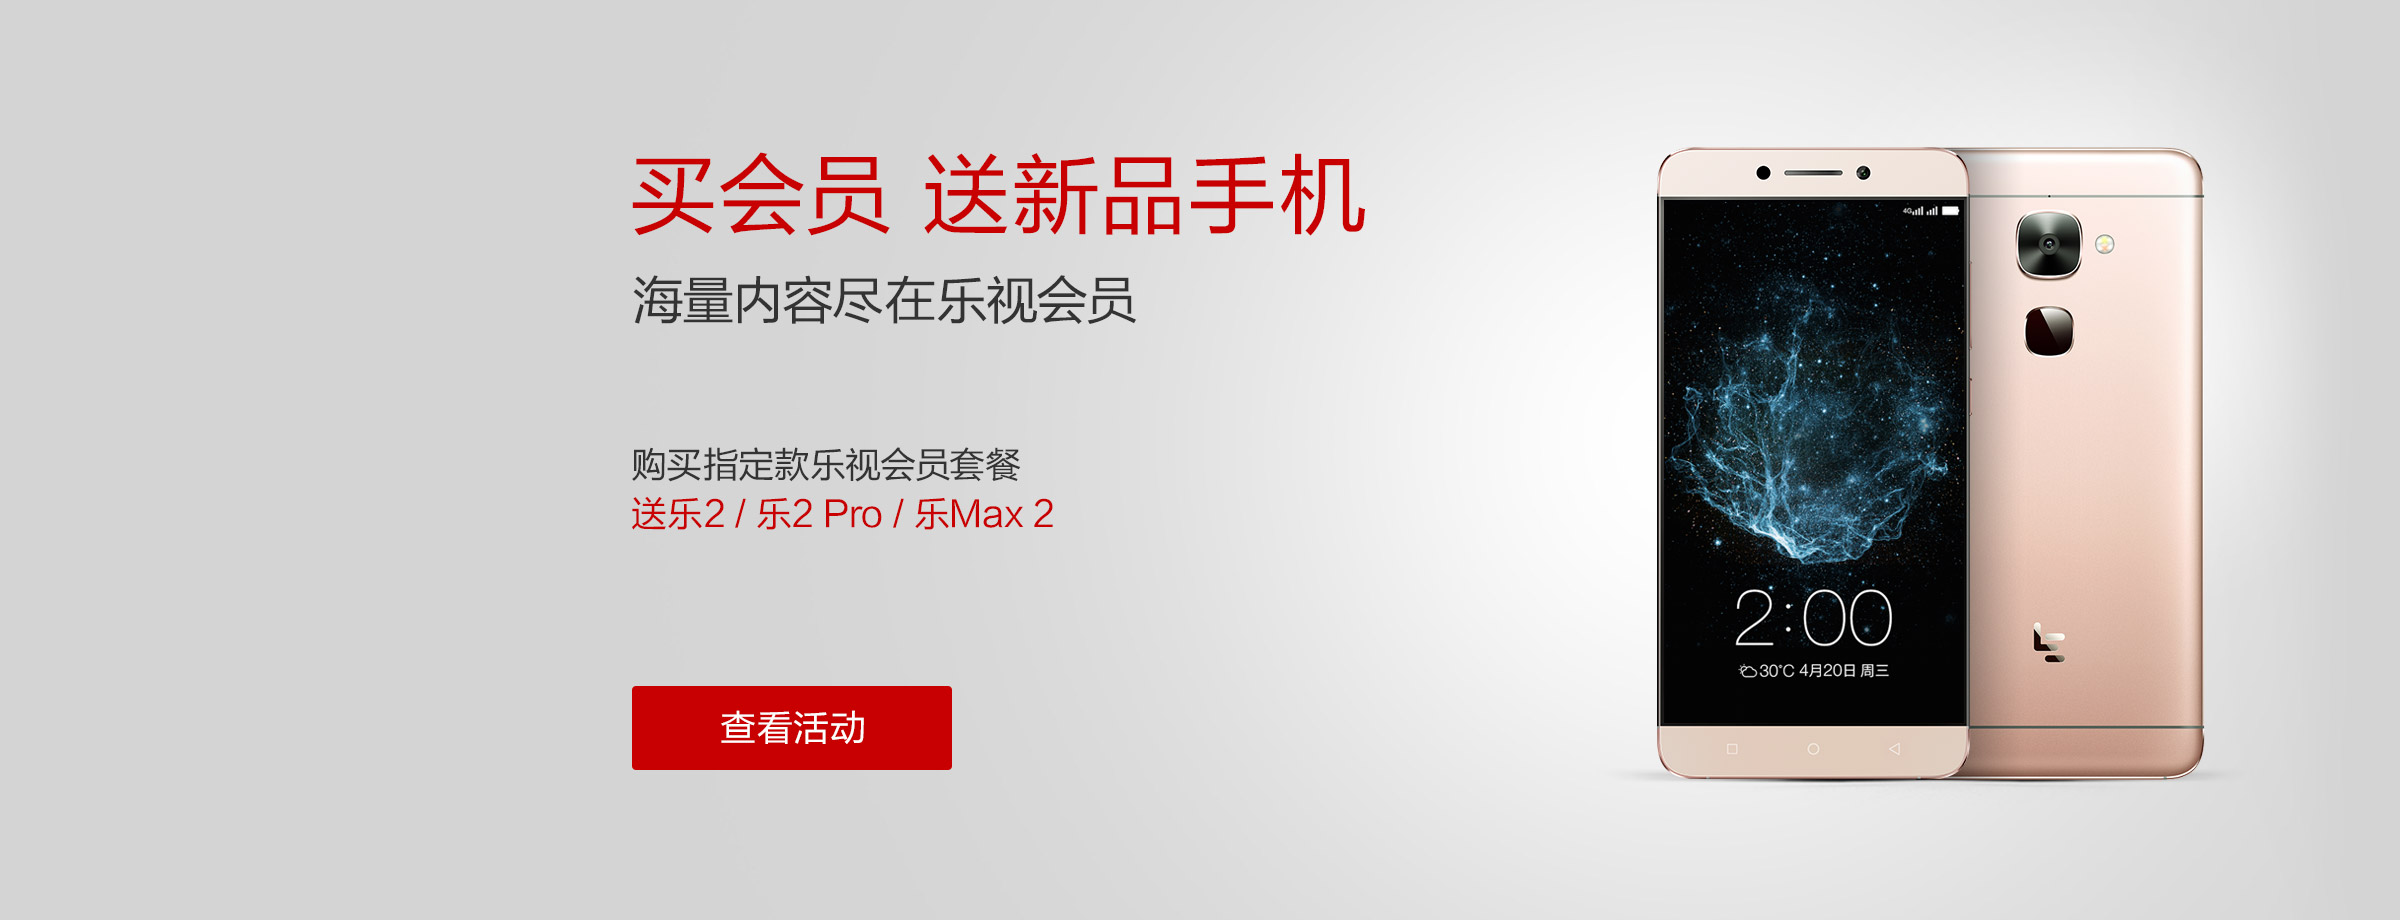 买会员 送新品手机
海量内容尽在乐视会员
购买指定款乐视会员套餐
送乐2 / 乐2 Pro / 乐Max 2
查看活动
4G
2:00
30°C 4月20日 周三